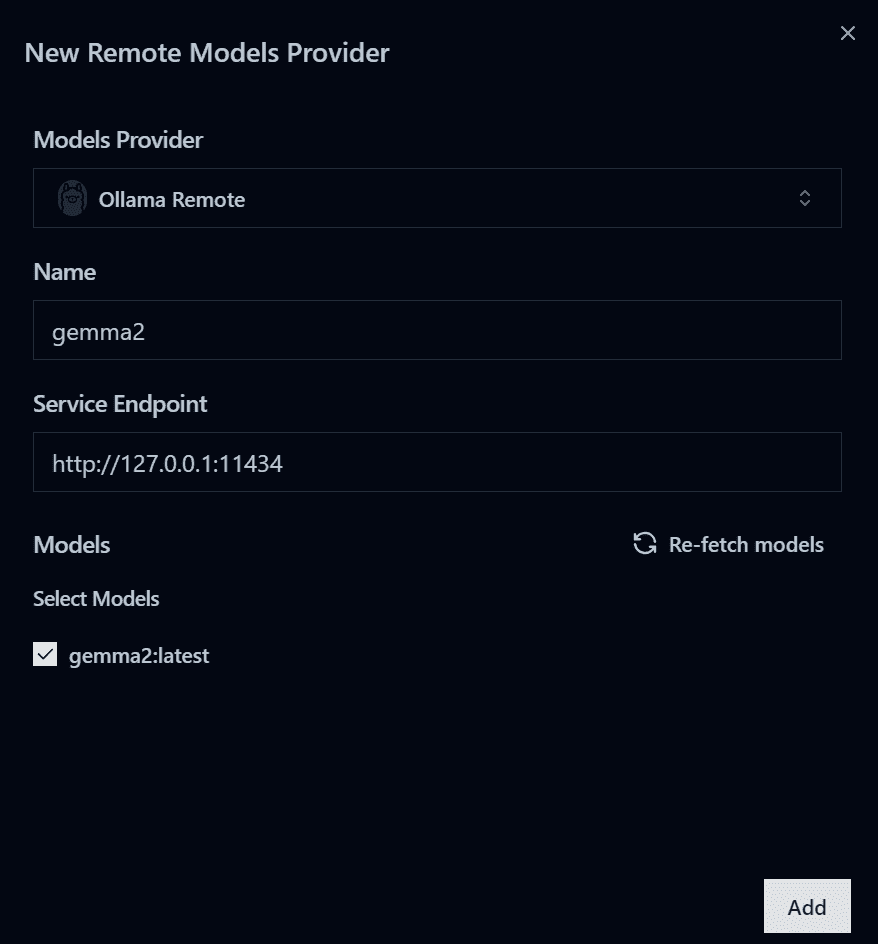 New Remote Models Provider
Models Provider
Ollama Remote
Name
gemma2
Service Endpoint
http://127.0.0.1:11434
Models
Re-fetch models
Select Models
gemma2:latest
Add